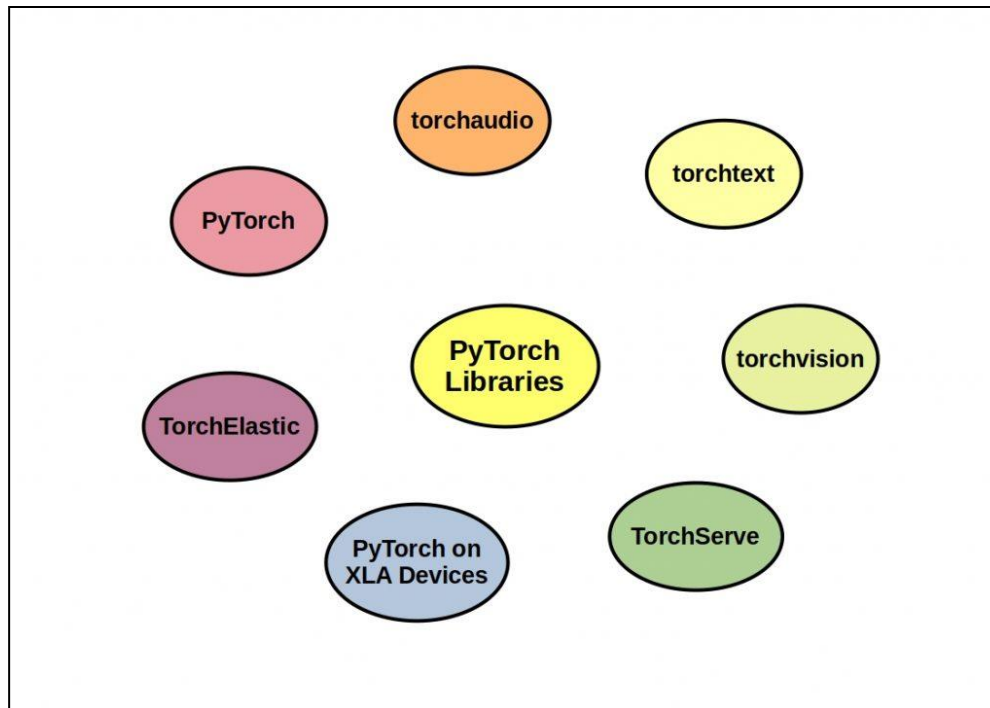 torchaudio
torchtext
PyTorch
PyTorch
Libraries
torchvision
TorchElastic
TorchServe
PyTorch on
XLA Devices